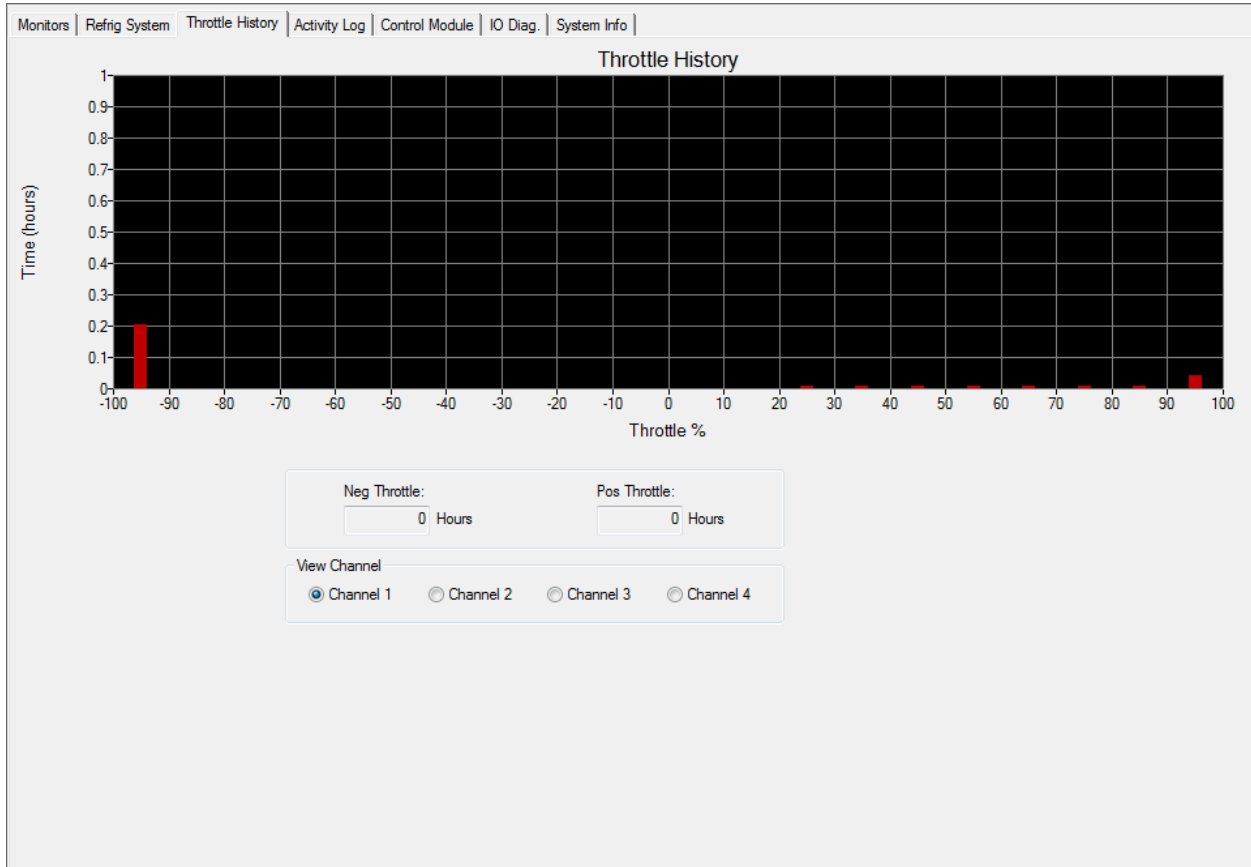 Monitors Refrig System Throttle History Activity Log Control Module IO Diag. System Info
Throttle History
1
0.9
0.8
0.7
0.6
0.5
0.4
0.3
0.2
0.1
0
Time (hours)
-100 -90 -80 -70 -60 -50 -40 -30 -20 -10 0 10 20 30 40 50 60 70 80 90 100
Throttle %
Neg Throttle: Pos Throttle:
0 Hours 0 Hours
View Channel
Channel 1 Channel 2 Channel 3 Channel 4